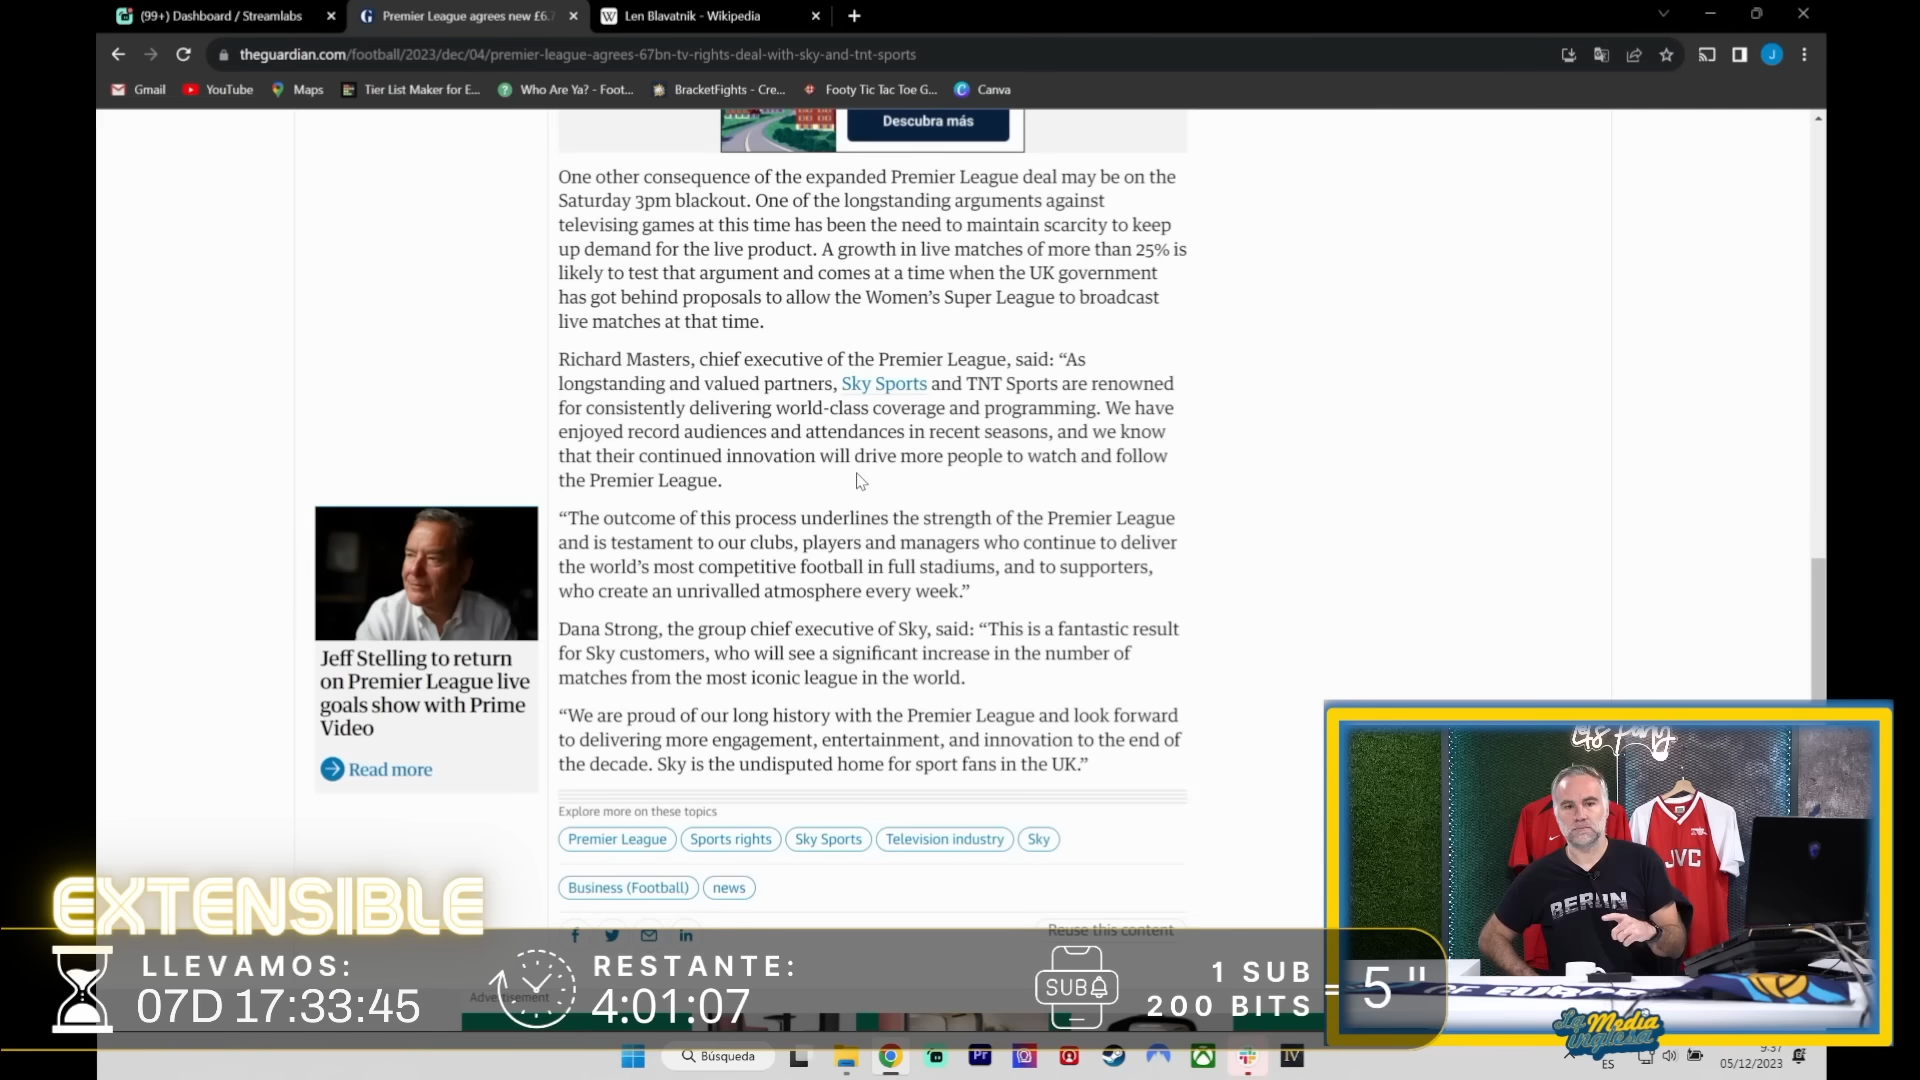 (99+) Dashboard / Streamlabs
Premier League agrees new £6.
Len Blavatnik - Wikipedia
theguardian.com/football/2023/dec/04/premier-league-agrees-67bn-tv-rights-deal-with-sky-and-tnt-sports
J
Gmail
YouTube
Maps
Tier List Maker for E...
Who Are Ya? - Foot...
BracketFights - Cre...
Footy Tic Tac Toe G...
Canva
Descubra más
One other consequence of the expanded Premier League deal may be on the
Saturday 3pm blackout. One of the longstanding arguments against
televising games at this time has been the need to maintain scarcity to keep
up demand for the live product. A growth in live matches of more than 25% is
likely to test that argument and comes at a time when the UK government
has got behind proposals to allow the Women’s Super League to broadcast
live matches at that time.
Richard Masters, chief executive of the Premier League, said: “As
longstanding and valued partners, Sky Sports and TNT Sports are renowned
for consistently delivering world-class coverage and programming. We have
enjoyed record audiences and attendances in recent seasons, and we know
that their continued innovation will drive more people to watch and follow
the Premier League.
“The outcome of this process underlines the strength of the Premier League
and is testament to our clubs, players and managers who continue to deliver
the world’s most competitive football in full stadiums, and to supporters,
who create an unrivalled atmosphere every week.”
Dana Strong, the group chief executive of Sky, said: “This is a fantastic result
for Sky customers, who will see a significant increase in the number of
matches from the most iconic league in the world.
“We are proud of our long history with the Premier League and look forward
to delivering more engagement, entertainment, and innovation to the end of
the decade. Sky is the undisputed home for sport fans in the UK.”
Jeff Stelling to return
on Premier League live
goals show with Prime
Video
Read more
Explore more on these topics
Premier League
Sports rights
Sky Sports
Television industry
Sky
Business (Football)
news
Reuse this content
Advertisement
EXTENSIBLE
LLEVAMOS:
07D 17:33:45
RESTANTE:
4:01:07
SUB
1 SUB
200 BITS
= 5"
Let's Fang
JVC
BERLIN
OF EUROPE
La Media
inglesa
Búsqueda
Pr
IV
ES
9:37
05/12/2023